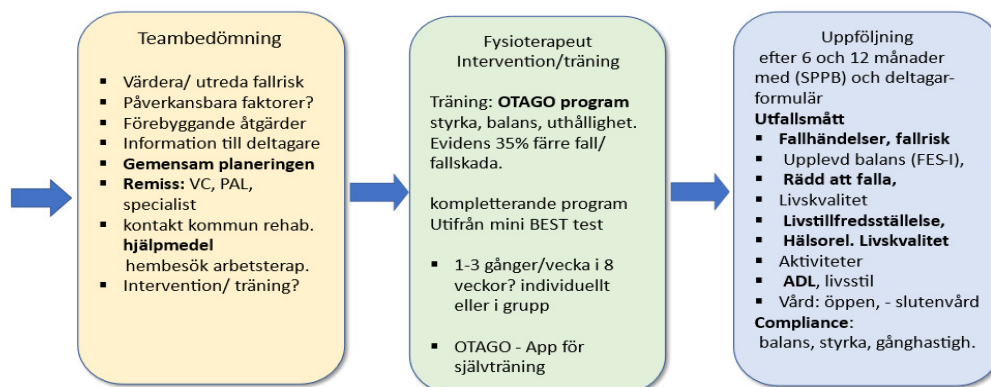 Teambedömning
▪ Värdera/ utreda fallrisk
▪ Påverkansbara faktorer?
▪ Förebyggande åtgärder
▪ Information till deltagare
▪ Gemensam planeringen
▪ Remiss: VC, PAL,
specialist
▪ kontakt kommun rehab.
hjälpmedel
hembesök arbetsterap.
▪ Intervention/ träning?
Fysioterapeut
Intervention/träning
Träning: OTAGO program
styrka, balans, uthållighet.
Evidens 35% färre fall/
fallskada.
kompletterande program
Utifrån mini BEST test
▪ 1-3 gånger/vecka i 8
veckor? individuellt
eller i grupp
▪ OTAGO - App för
självträning
Uppföljning
efter 6 och 12 månader
med (SPPB) och deltagar-
formulär
Utfallsmått
▪ Fallhändelser, fallrisk
▪ Upplevd balans (FES-I),
▪ Rädd att falla,
▪ Livskvalitet
▪ Livstillfredsställelse,
▪ Hälsorel. Livskvalitet
▪ Aktiviteter
▪ ADL, livsstil
▪ Vård: öppen, - slutenvård
Compliance:
balans, styrka, gånghastigh.